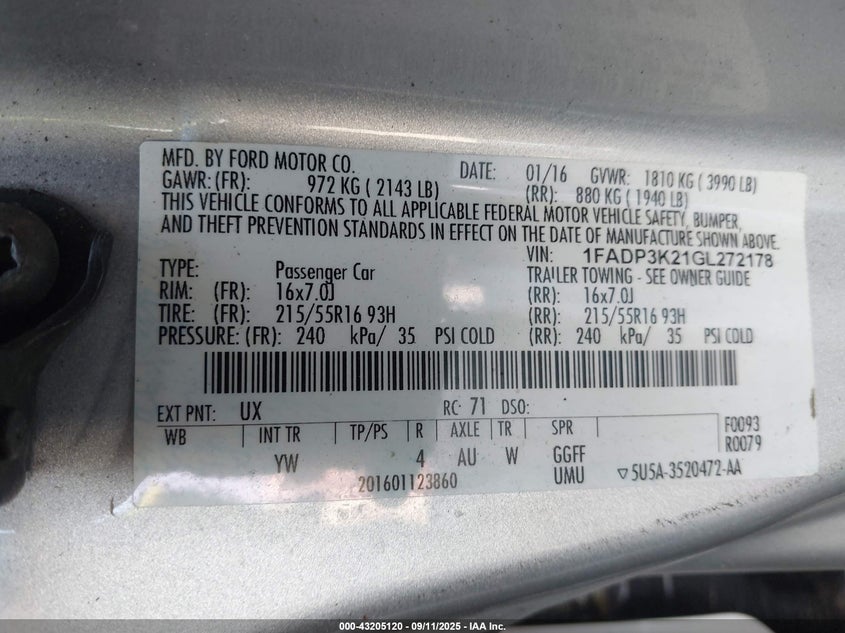 MFD. BY FORD MOTOR CO. DATE: 01/16 GVWR: 1810 KG ( 3990 LB)
GAWR: (FR): 972 KG ( 2143 LB) (RR): 880 KG ( 1940 LB)
THIS VEHICLE CONFORMS TO ALL APPLICABLE FEDERAL MOTOR VEHICLE SAFETY, BUMPER,
AND THEFT PREVENTION STANDARDS IN EFFECT ON THE DATE OF MANUFACTURE SHOWN ABOVE.
VIN: 1FADP3K21GL272178
TYPE: Passenger Car TRAILER TOWING - SEE OWNER GUIDE
RIM: (FR): 16x7.0J (RR): 16x7.0J
TIRE: (FR): 215/55R16 93H (RR): 215/55R16 93H
PRESSURE: (FR): 240 kPa/ 35 PSI COLD (RR): 240 kPa/ 35 PSI COLD
EXT PNT: UX RC: 71 DSO:
WB INT TR TP/PS R AXLE TR SPR F0093
R0079
YW 4 AU W GGFF
201601123860 UMU ▽5U5A-3520472-AA
000-43205120 - 09/11/2025 - IAA Inc.